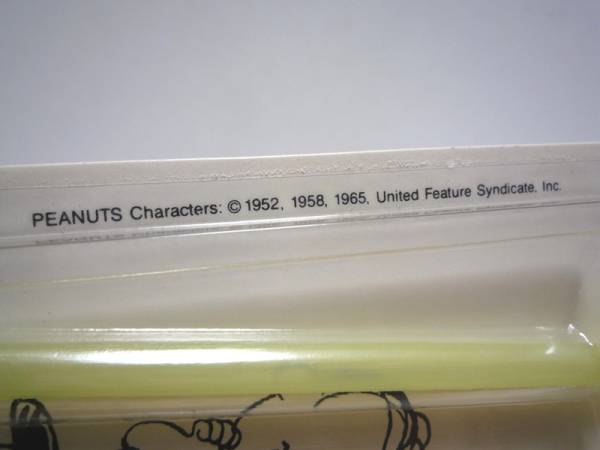 PEANUTS Characters: © 1952, 1958, 1965, United Feature Syndicate, Inc.